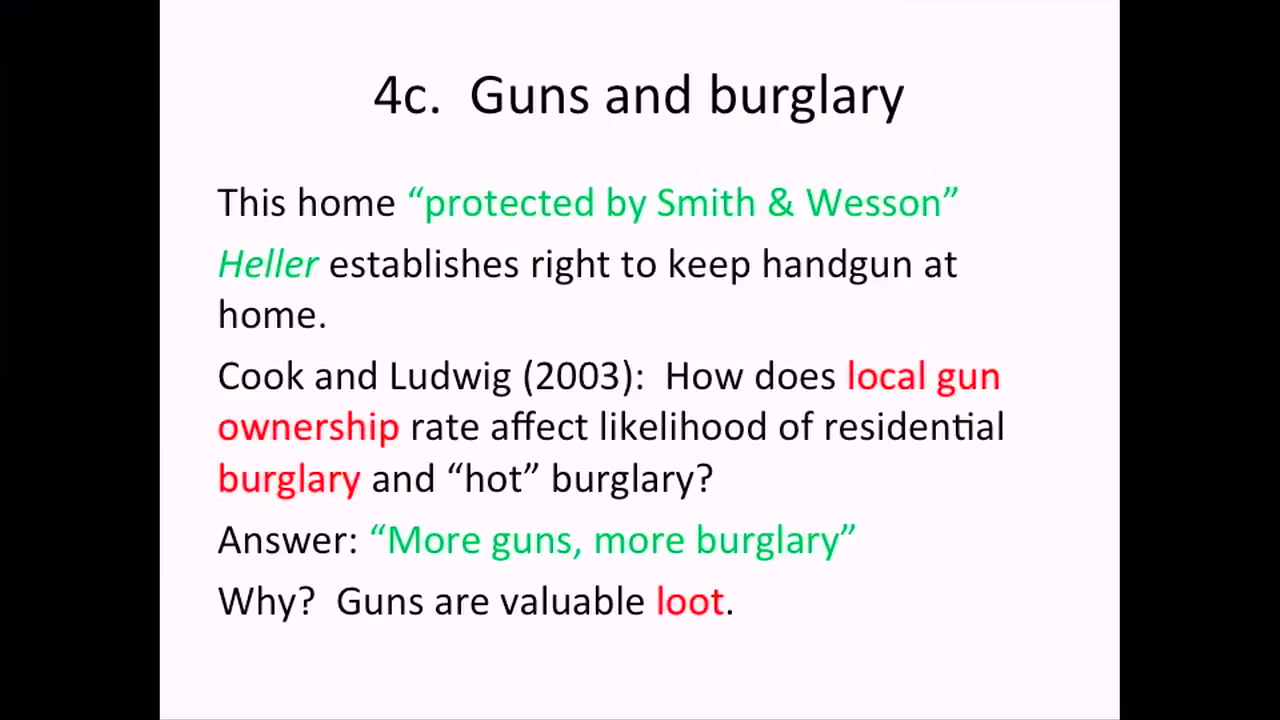 4c. Guns and burglary
This home “protected by Smith & Wesson”
Heller establishes right to keep handgun at
home.
Cook and Ludwig (2003): How does local gun
ownership rate affect likelihood of residential
burglary and “hot” burglary?
Answer: “More guns, more burglary”
Why? Guns are valuable loot.